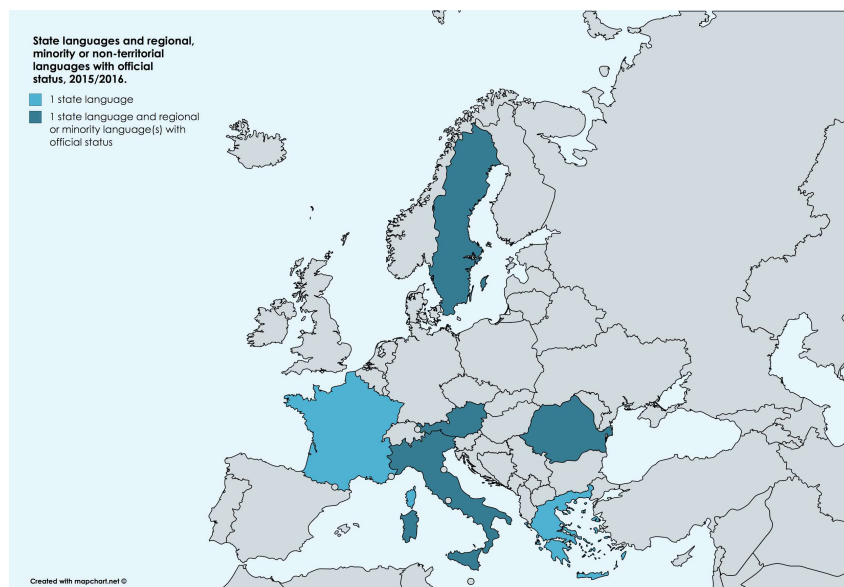 State languages and regional,
minority or non-territorial
languages with official
status, 2015/2016.
1 state language
1 state language and regional
or minority language(s) with
official status
Created with mapchart.net ©